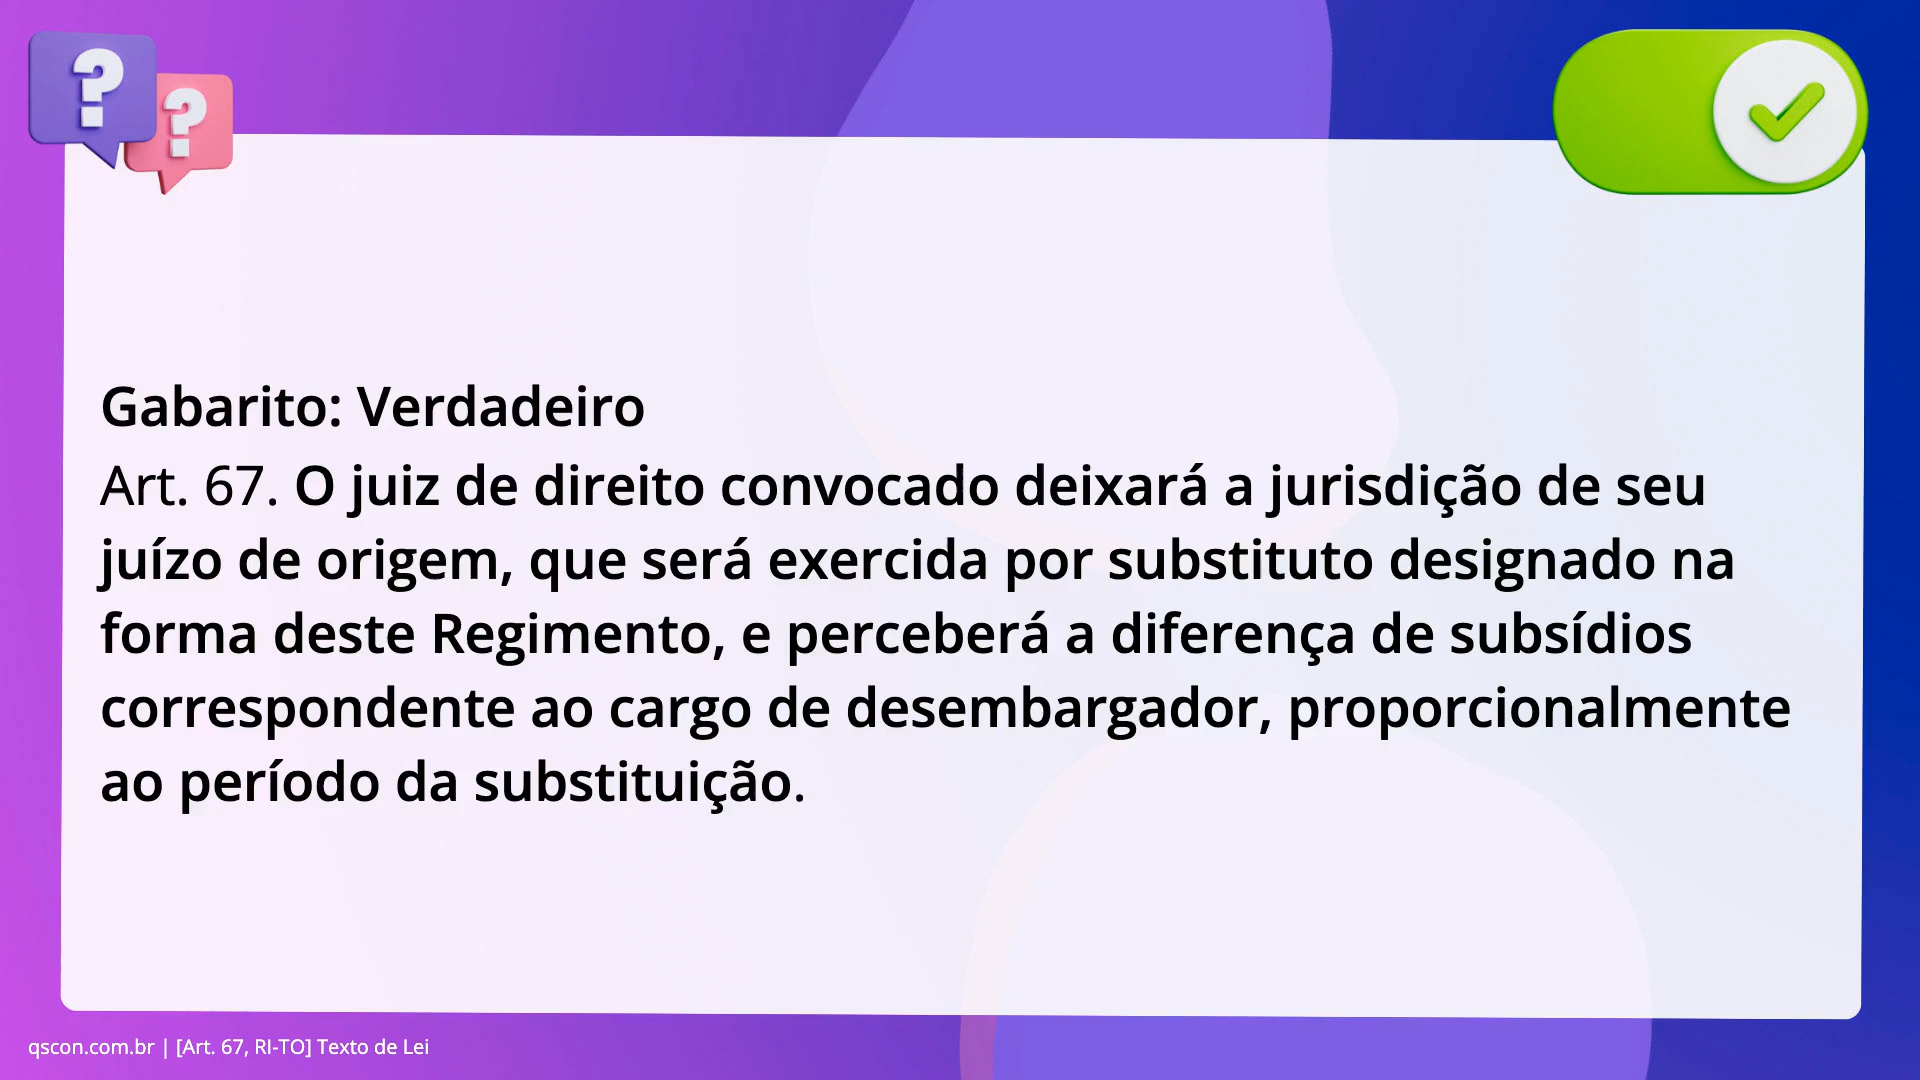 ?
?
Gabarito: Verdadeiro
Art. 67. O juiz de direito convocado deixará a jurisdição de seu
juízo de origem, que será exercida por substituto designado na
forma deste Regimento, e perceberá a diferença de subsídios
correspondente ao cargo de desembargador, proporcionalmente
ao período da substituição.
qscon.com.br | [Art. 67, RI-TO] Texto de Lei